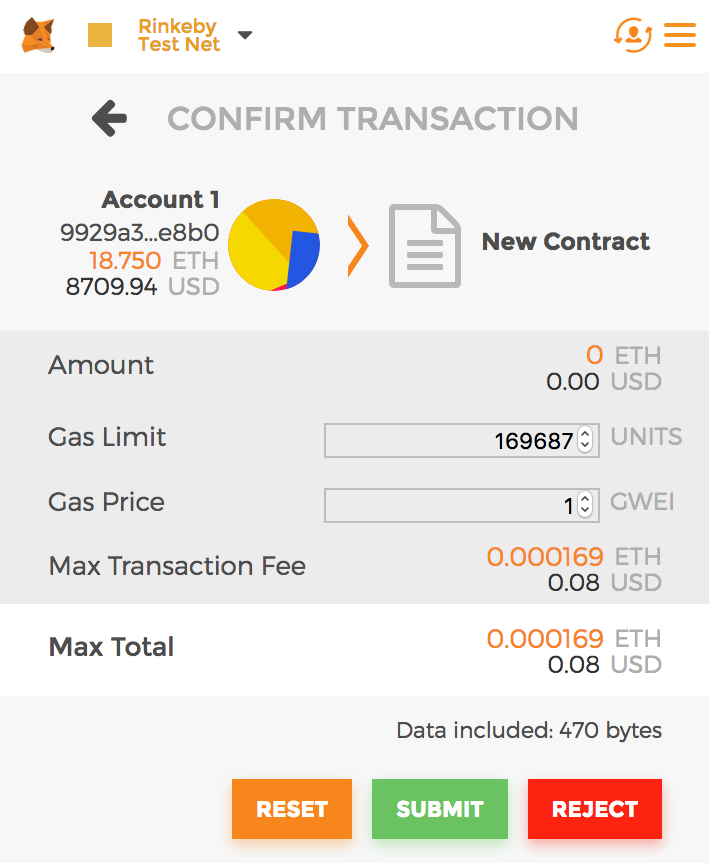 Rinkeby
Test Net
CONFIRM TRANSACTION
Account 1
9929a3...e8b0
18.750 ETH
8709.94 USD
New Contract
Amount
0 ETH
0.00 USD
Gas Limit
169687 UNITS
Gas Price
1 GWEI
Max Transaction Fee
0.000169 ETH
0.08 USD
Max Total
0.000169 ETH
0.08 USD
Data included: 470 bytes
RESET SUBMIT REJECT